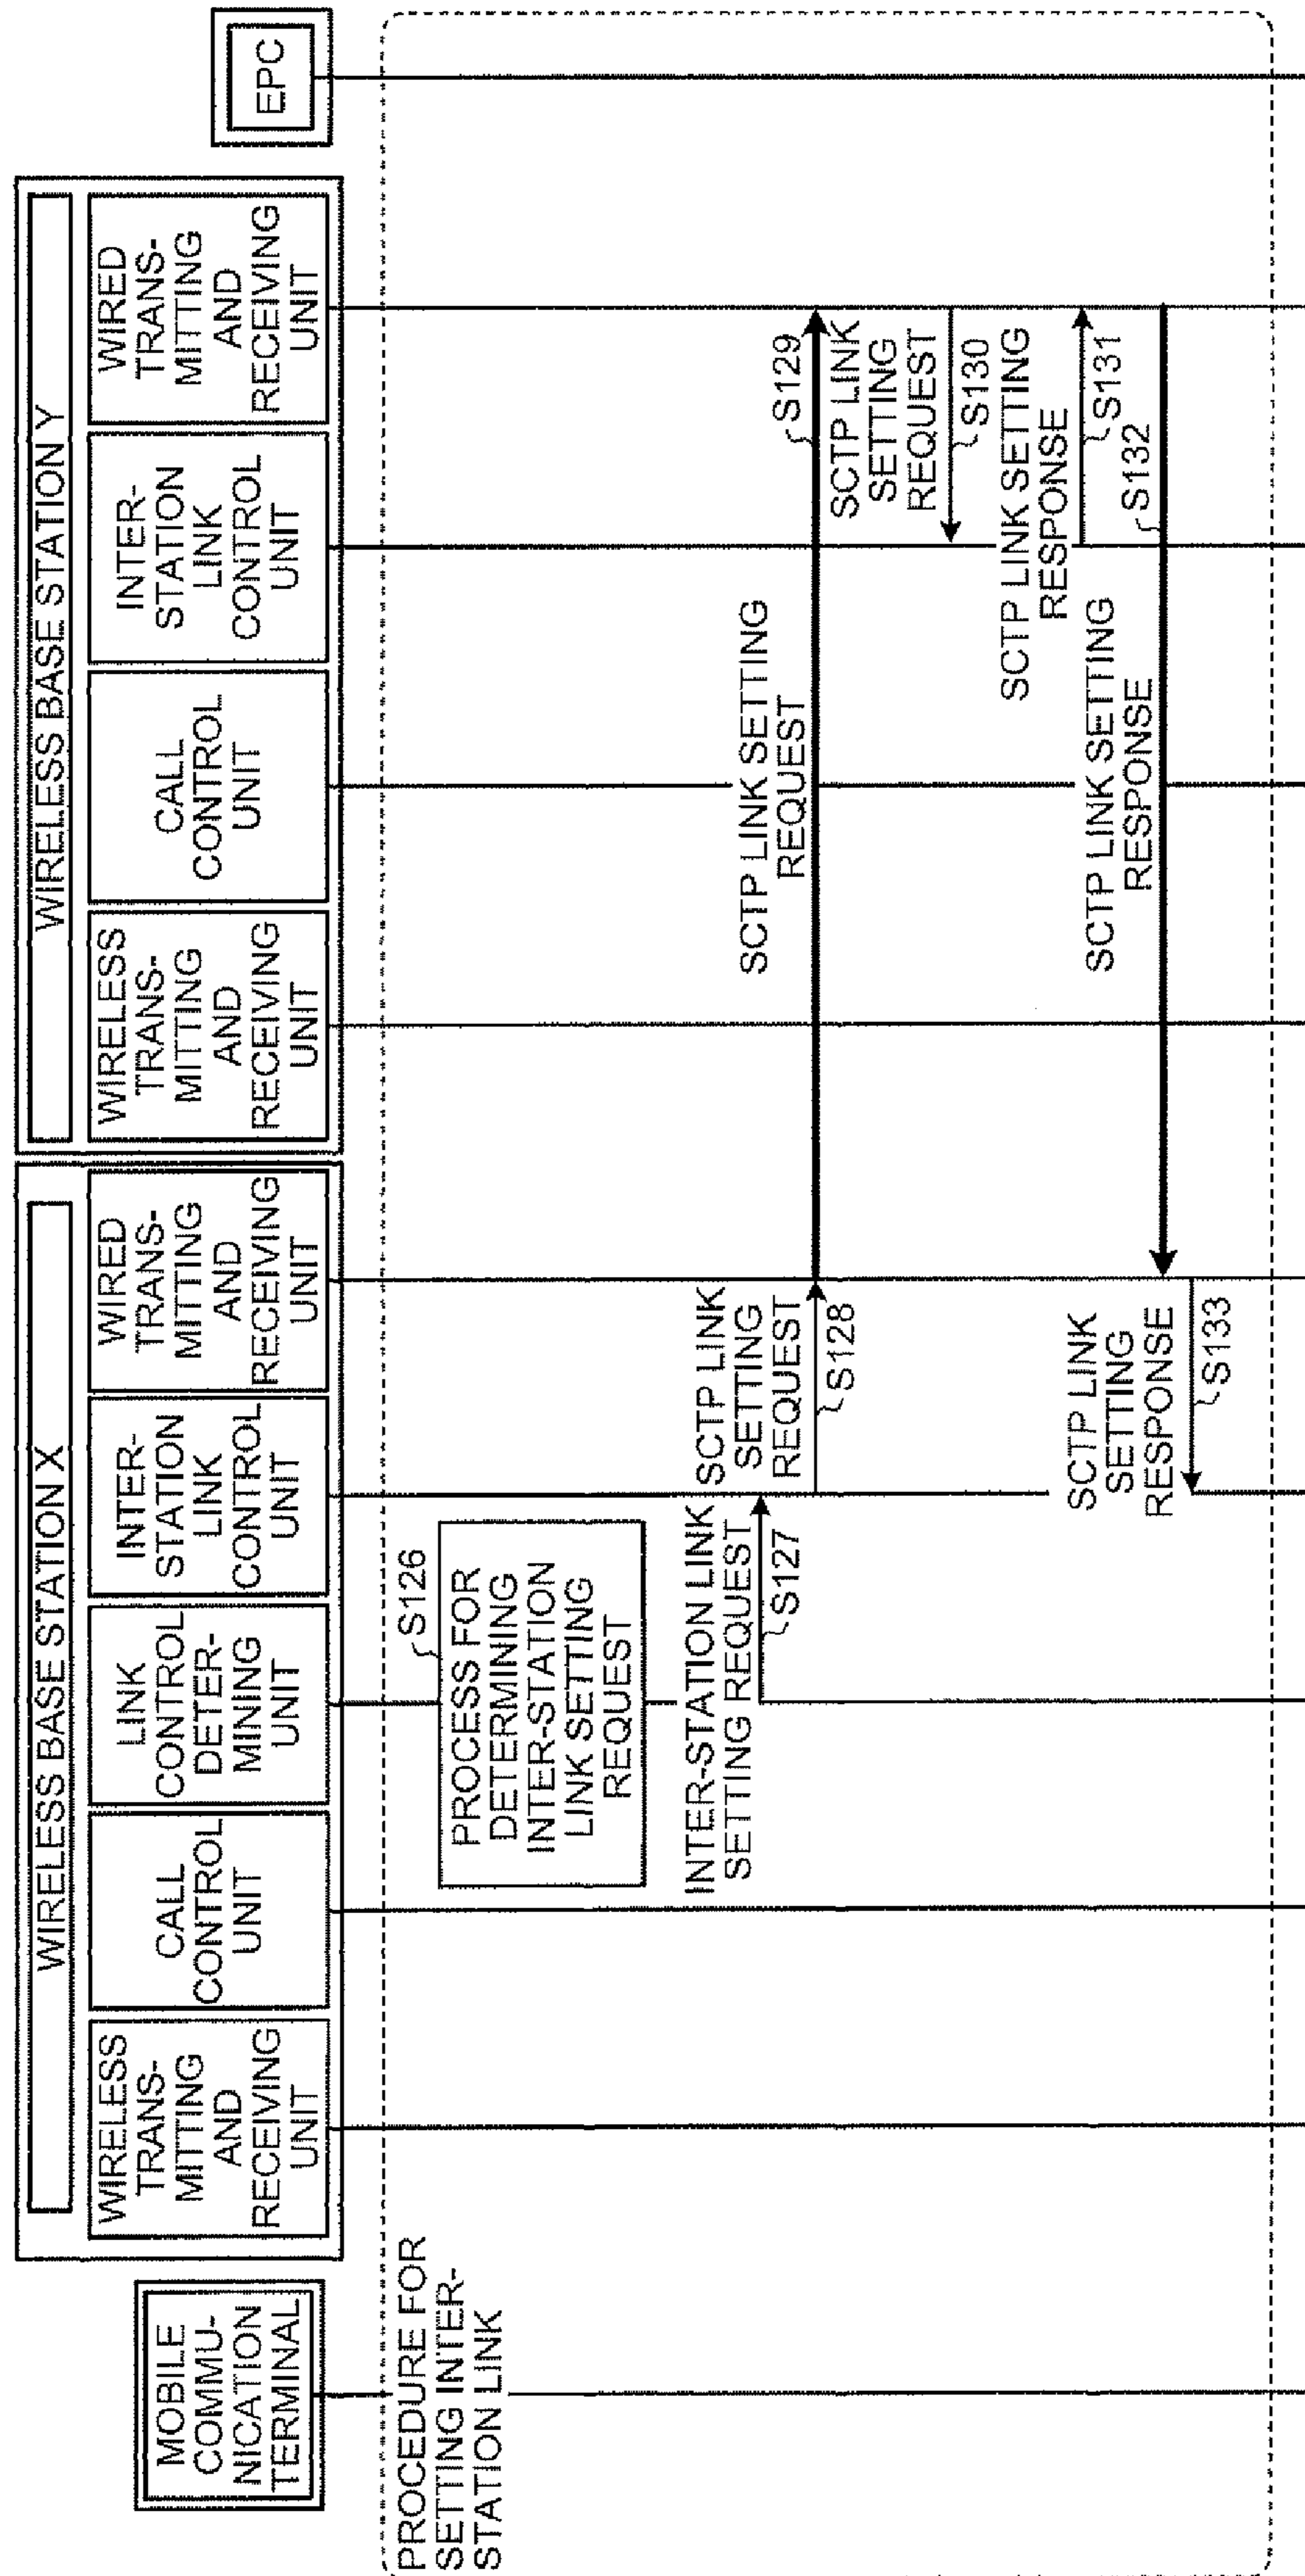 MOBILE
COMMU-
NICATION
TERMINAL
WIRELESS BASE STATION X
WIRELESS
TRANS-
MITTING
AND
RECEIVING
UNIT
CALL
CONTROL
UNIT
LINK
CONTROL
DETER-
MINING
UNIT
INTER-
STATION
LINK
CONTROL
UNIT
WIRED
TRANS-
MITTING
AND
RECEIVING
UNIT
WIRELESS BASE STATION Y
WIRELESS
TRANS-
MITTING
AND
RECEIVING
UNIT
CALL
CONTROL
UNIT
INTER-
STATION
LINK
CONTROL
UNIT
WIRED
TRANS-
MITTING
AND
RECEIVING
UNIT
EPC
PROCEDURE FOR
SETTING INTER-
STATION LINK
S126
PROCESS FOR
DETERMINING
INTER-STATION
LINK SETTING
REQUEST
INTER-STATION LINK
SETTING REQUEST
S127
SCTP LINK
SETTING
REQUEST
S128
SCTP LINK SETTING
REQUEST
S129
SCTP LINK
SETTING
REQUEST
S130
SCTP LINK SETTING
RESPONSE
S131
SCTP LINK SETTING
RESPONSE
S132
SCTP LINK
SETTING
RESPONSE
S133